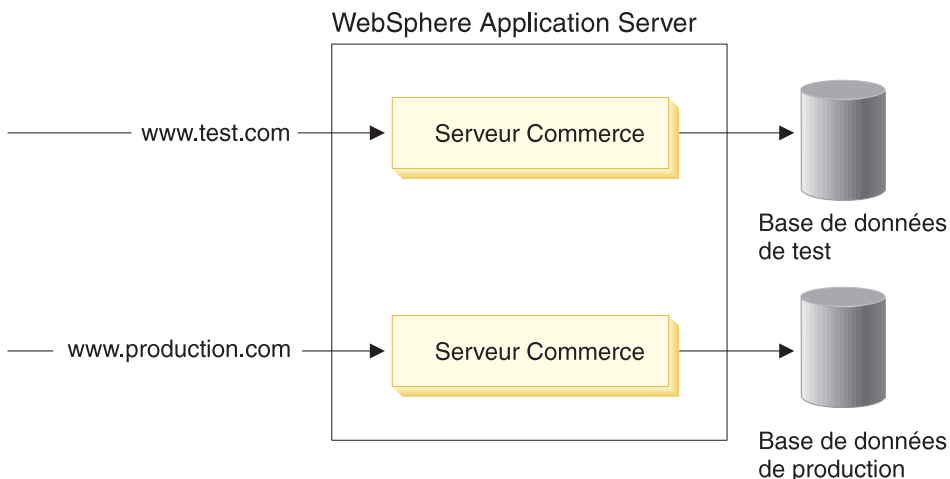 WebSphere Application Server
www.test.com
Serveur Commerce
Base de données
de test
www.production.com
Serveur Commerce
Base de données
de production